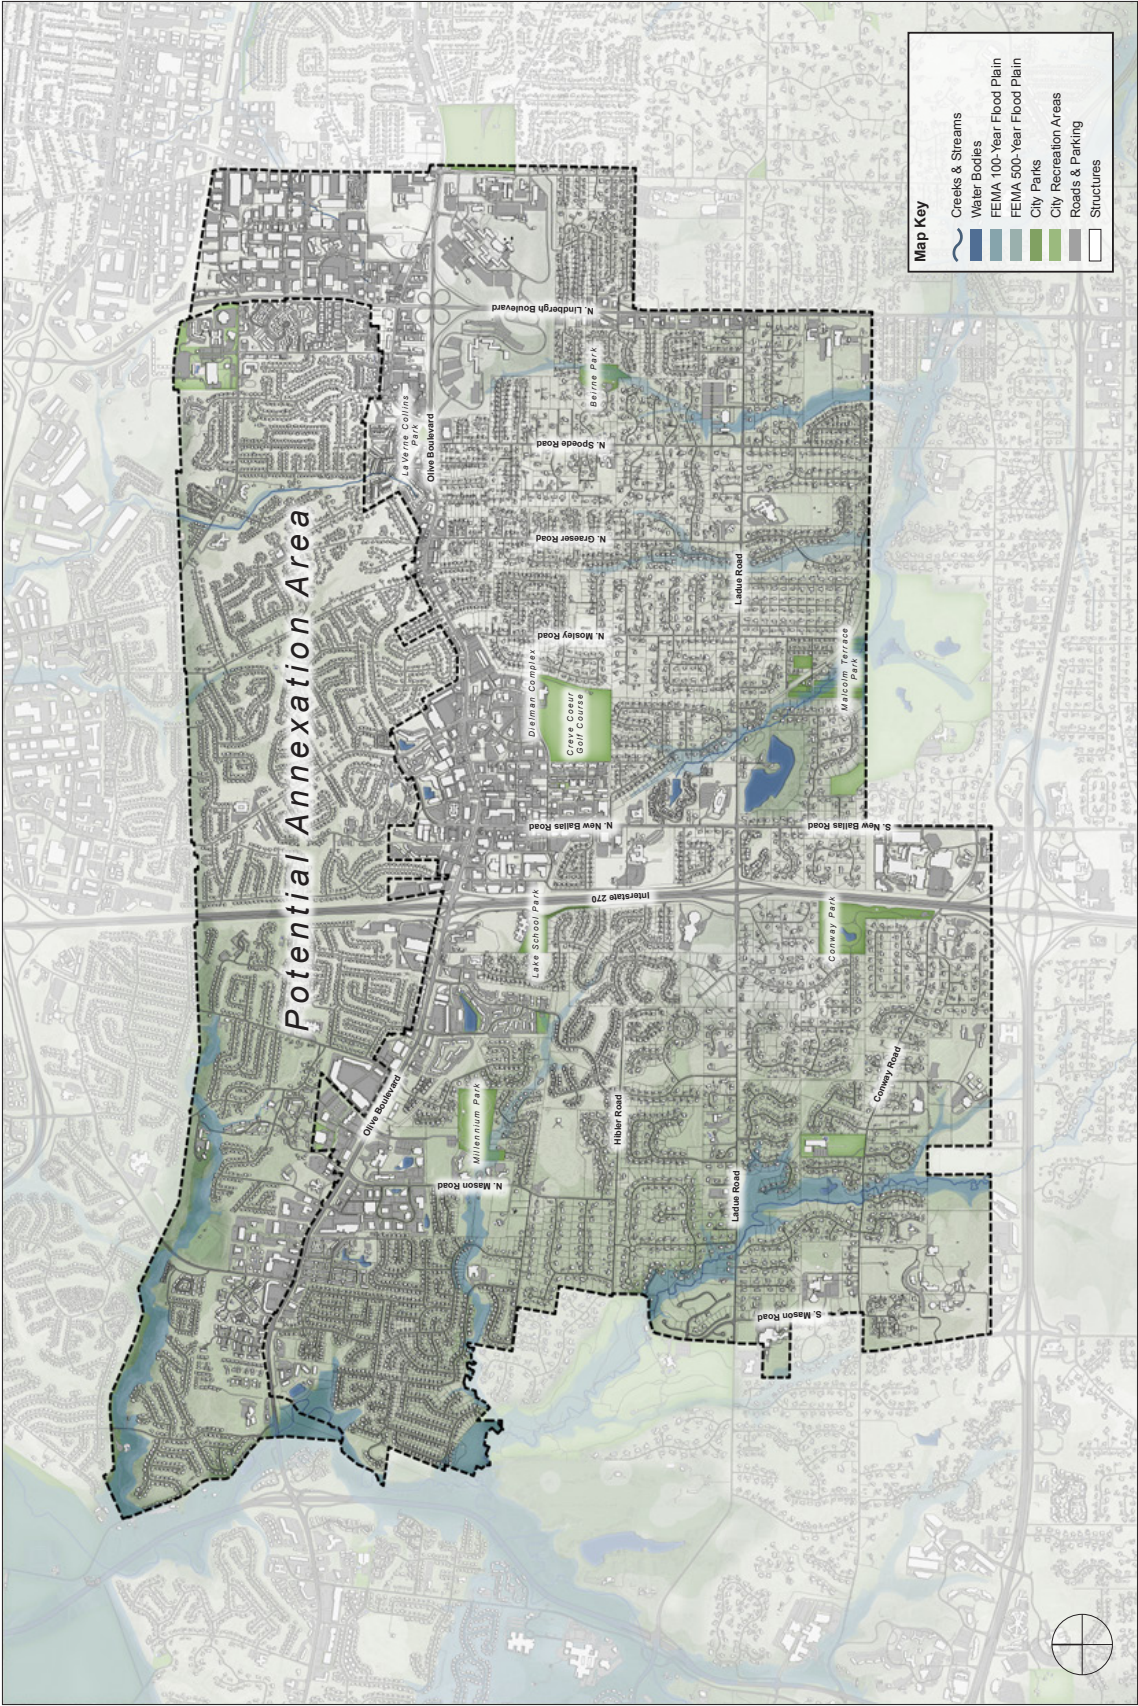 Potential Annexation Area
Map Key
Creeks & Streams
Water Bodies
FEMA 100-Year Flood Plain
FEMA 500-Year Flood Plain
City Parks
City Recreation Areas
Roads & Parking
Structures
Olive Boulevard
N. Mason Road
Millennium Park
Hibler Road
Ladue Road
S. Mason Road
Conway Road
Lake School Park
Interstate 270
Conway Park
N. New Ballas Road
S. New Ballas Road
Dielman Complex
Creve Coeur
Golf Course
N. Mosley Road
Malcolm Terrace
Park
N. Graeser Road
Ladue Road
LaVerne Collins
Park
Olive Boulevard
N. Spoede Road
Beirne Park
N. Lindbergh Boulevard